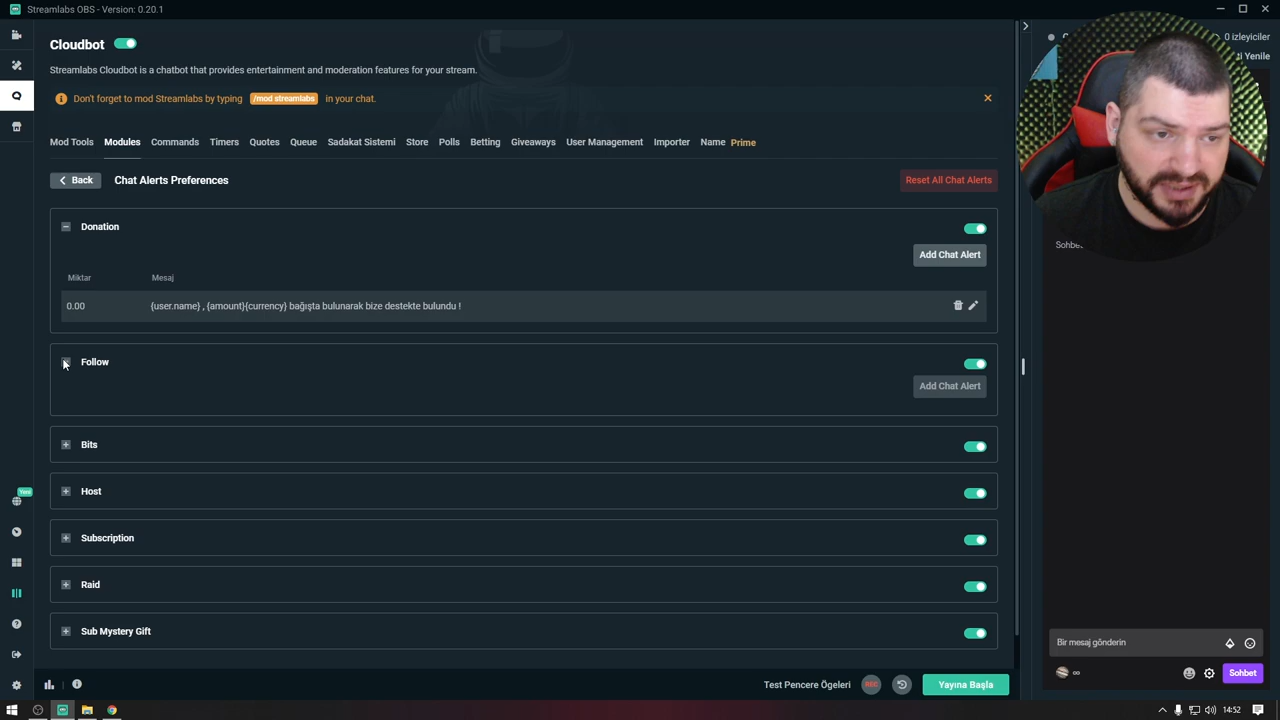 Streamlabs OBS - Version: 0.20.1
Cloudbot
Streamlabs Cloudbot is a chatbot that provides entertainment and moderation features for your stream.
Don't forget to mod Streamlabs by typing /mod streamlabs in your chat.
Mod Tools Modules Commands Timers Quotes Queue Sadakat Sistemi Store Polls Betting Giveaways User Management Importer Name Prime
Back
Chat Alerts Preferences
Reset All Chat Alerts
Donation
Add Chat Alert
Miktar Mesaj
0.00 {user.name} , {amount}{currency} bağışta bulunarak bize destekte bulundu !
Follow
Add Chat Alert
Bits
Host
Subscription
Raid
Sub Mystery Gift
Yeni
Test Pencere Ögeleri
REC
Yayına Başla
0 izleyiciler
Yenile
Bir mesaj gönderin
∞
Sohbet
14:52